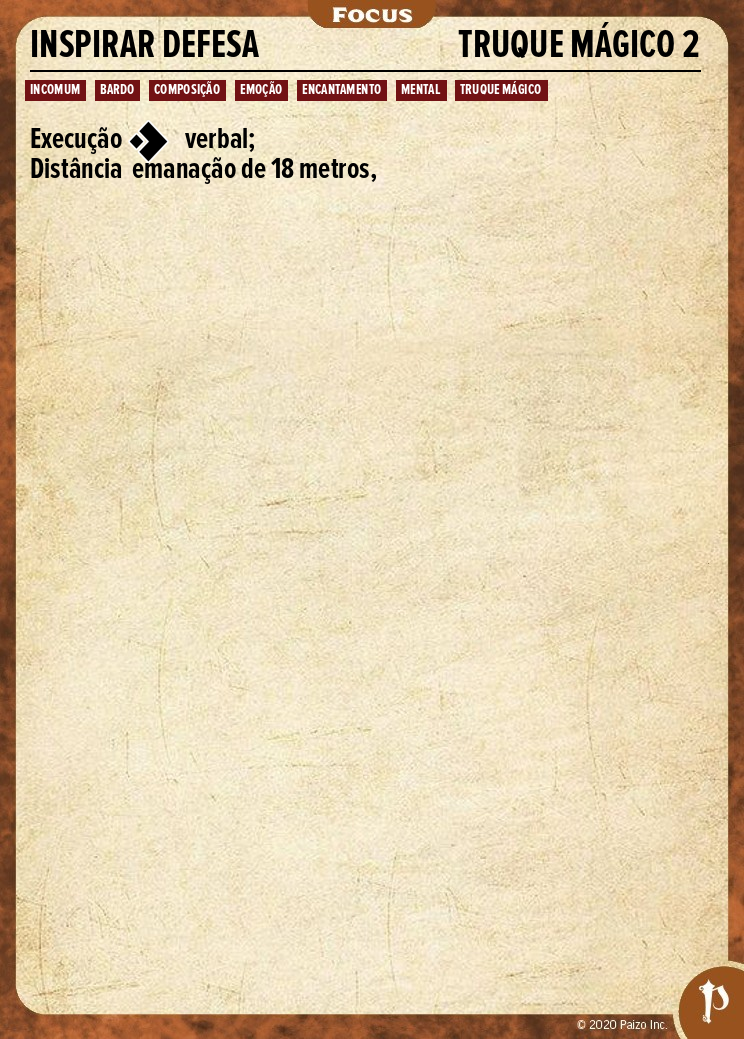 Focus
INSPIRAR DEFESA TRUQUE MÁGICO 2
INCOMUM BARDO COMPOSIÇÃO EMOÇÃO ENCANTAMENTO MENTAL TRUQUE MÁGICO
Execução verbal;
Distância emanação de 18 metros,
© 2020 Paizo Inc.